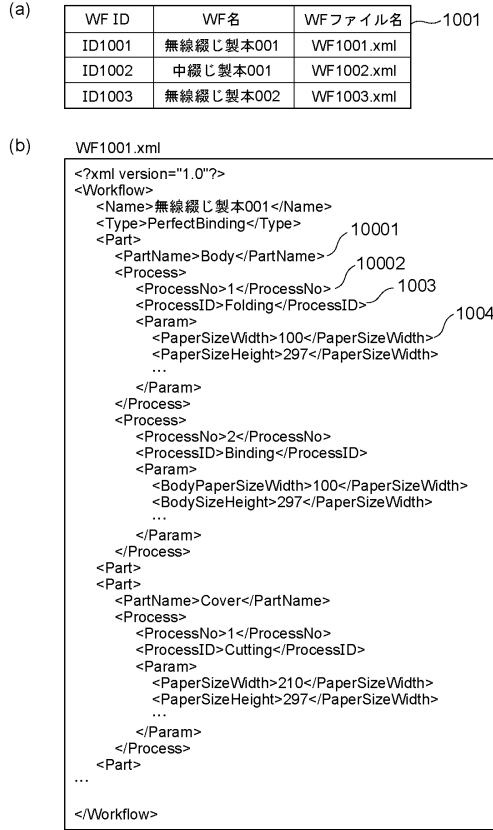 (a)
WF ID WF名 WFファイル名 1001
ID1001 無線綴じ製本001 WF1001.xml
ID1002 中綴じ製本001 WF1002.xml
ID1003 無線綴じ製本002 WF1003.xml
(b) WF1001.xml
<?xml version="1.0"?>
<Workflow>
<Name>無線綴じ製本001</Name>
<Type>PerfectBinding</Type>
<Part> 10001
<PartName>Body</PartName>
<Process> 10002
<ProcessNo>1</ProcessNo> 1003
<ProcessID>Folding</ProcessID>
<Param> 1004
<PaperSizeWidth>100</PaperSizeWidth>
<PaperSizeHeight>297</PaperSizeWidth>
…
</Param>
</Process>
<Process>
<ProcessNo>2</ProcessNo>
<ProcessID>Binding</ProcessID>
<Param>
<BodyPaperSizeWidth>100</PaperSizeWidth>
<BodySizeHeight>297</PaperSizeWidth>
…
</Param>
</Process>
<Part>
<Part>
<PartName>Cover</PartName>
<Process>
<ProcessNo>1</ProcessNo>
<ProcessID>Cutting</ProcessID>
<Param>
<PaperSizeWidth>210</PaperSizeWidth>
<PaperSizeHeight>297</PaperSizeWidth>
…
</Param>
</Process>
<Part>
…
</Workflow>